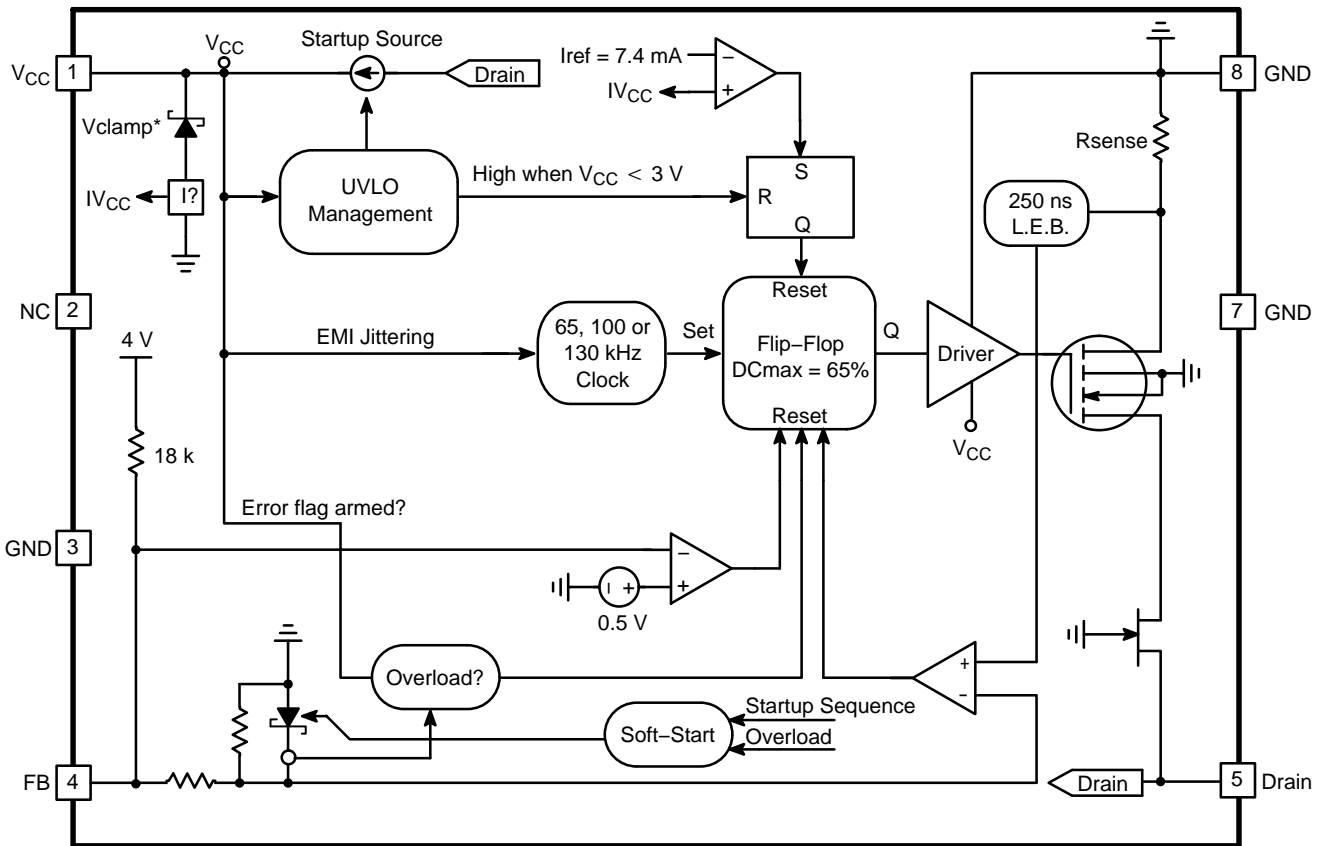 Startup Source
VCC
VCC
1
Drain
Iref = 7.4 mA
−
IVCC
+
8
GND
Vclamp*
Rsense
UVLO
Management
High when VCC < 3 V
S
R
Q
250 ns
L.E.B.
IVCC
I?
NC
2
7
GND
4 V
EMI Jittering
65, 100 or
130 kHz
Clock
Set
Reset
Flip−Flop
DCmax = 65%
Reset
Q
Driver
VCC
18 k
Error flag armed?
GND
3
−
+
− +
0.5 V
Overload?
+
−
Soft−Start
Startup Sequence
Overload
FB
4
Drain
5
Drain